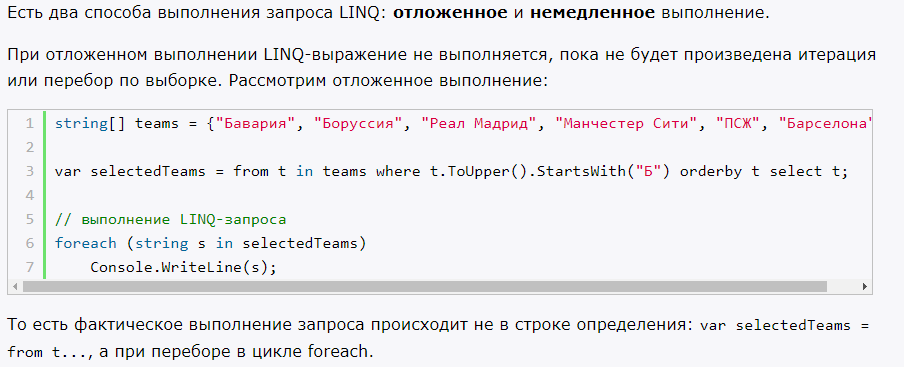 Есть два способа выполнения запроса LINQ: отложенное и немедленное выполнение.
При отложенном выполнении LINQ-выражение не выполняется, пока не будет произведена итерация
или перебор по выборке. Рассмотрим отложенное выполнение:
1 string[] teams = {"Бавария", "Боруссия", "Реал Мадрид", "Манчестер Сити", "ПСЖ", "Барселона"
2
3 var selectedTeams = from t in teams where t.ToUpper().StartsWith("Б") orderby t select t;
4
5 // выполнение LINQ-запроса
6 foreach (string s in selectedTeams)
7     Console.WriteLine(s);
То есть фактическое выполнение запроса происходит не в строке определения: var selectedTeams =
from t..., а при переборе в цикле foreach.